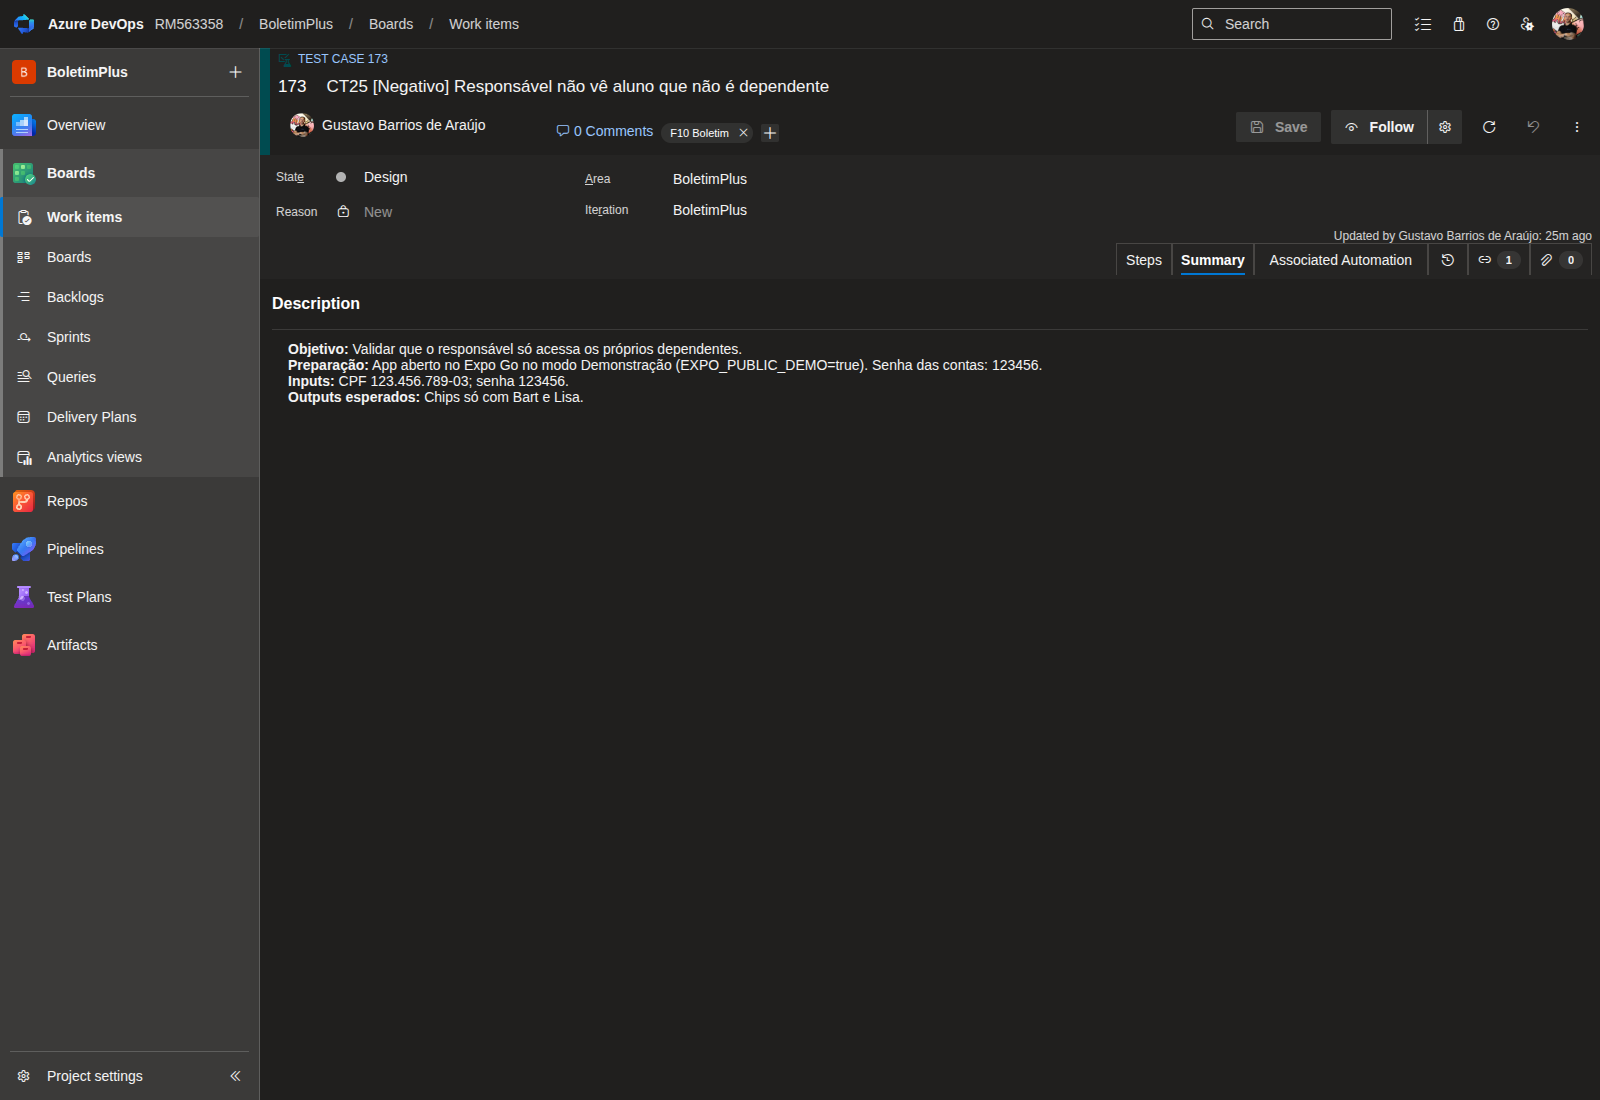 Azure DevOps RM563358 / BoletimPlus / Boards / Work items
Search
B BoletimPlus
Overview
Boards
Work items
Boards
Backlogs
Sprints
Queries
Delivery Plans
Analytics views
Repos
Pipelines
Test Plans
Artifacts
Project settings
TEST CASE 173
173 CT25 [Negativo] Responsável não vê aluno que não é dependente
Gustavo Barrios de Araújo
0 Comments
F10 Boletim
Save
Follow
State Design
Area BoletimPlus
Reason New
Iteration BoletimPlus
Updated by Gustavo Barrios de Araújo: 25m ago
Steps Summary Associated Automation 1 0
Description
Objetivo: Validar que o responsável só acessa os próprios dependentes.
Preparação: App aberto no Expo Go no modo Demonstração (EXPO_PUBLIC_DEMO=true). Senha das contas: 123456.
Inputs: CPF 123.456.789-03; senha 123456.
Outputs esperados: Chips só com Bart e Lisa.